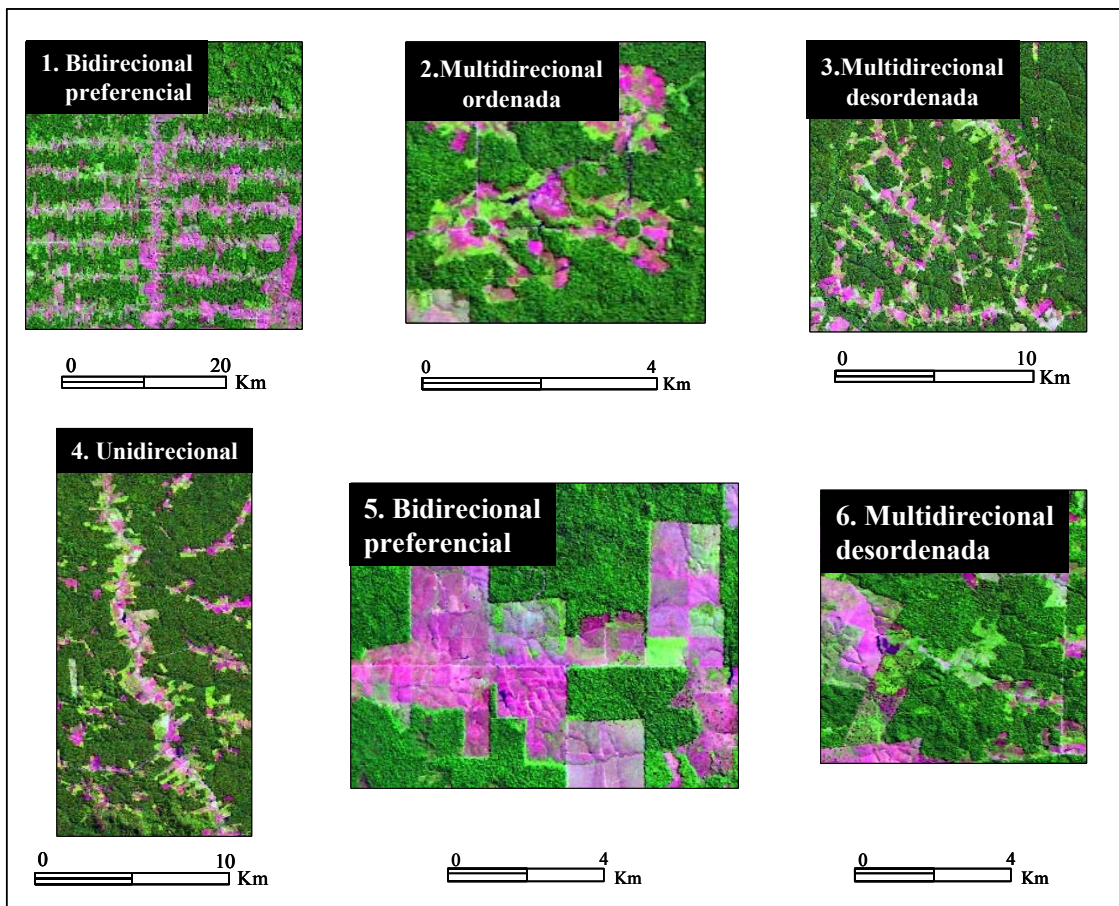 1. Bidirecional
preferencial
2.Multidirecional
ordenada
3.Multidirecional
desordenada
0 20
Km
0 4
Km
0 10
Km
4. Unidirecional
5. Bidirecional
preferencial
6. Multidirecional
desordenada
0 10
Km
0 4
Km
0 4
Km